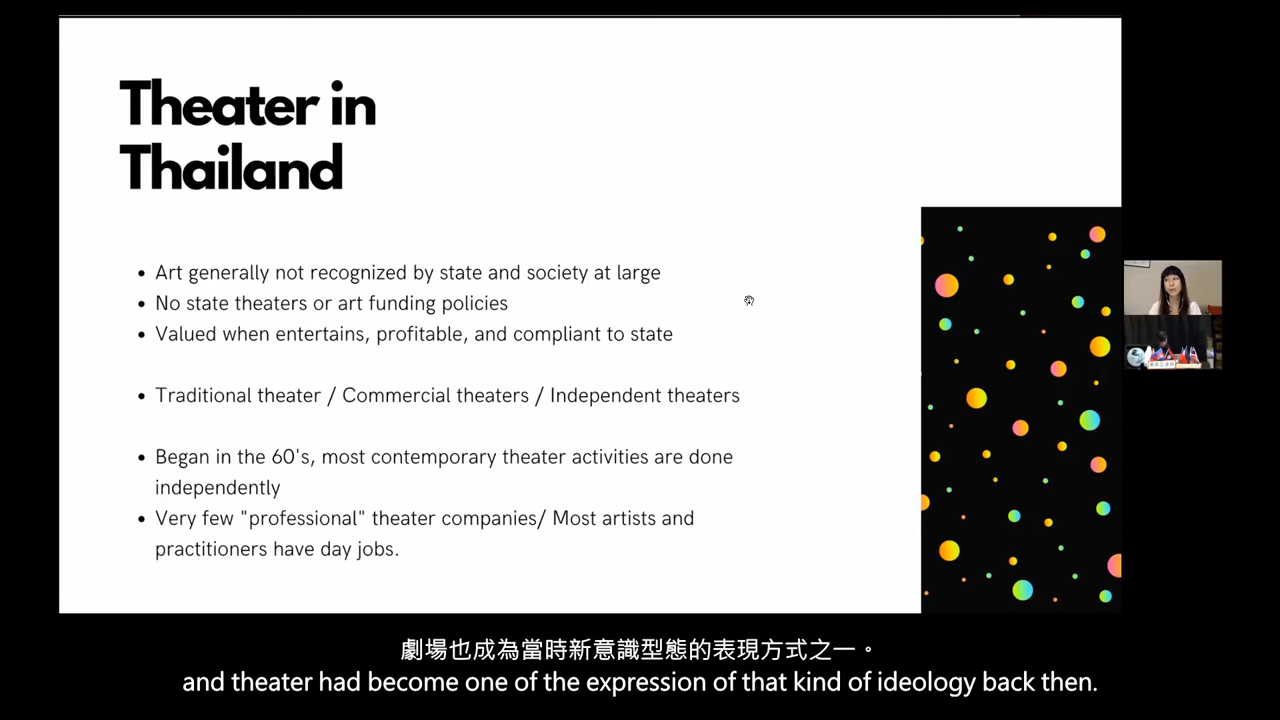 Theater in
Thailand
• Art generally not recognized by state and society at large
• No state theaters or art funding policies
• Valued when entertains, profitable, and compliant to state
• Traditional theater / Commercial theaters / Independent theaters
• Began in the 60's, most contemporary theater activities are done
independently
• Very few "professional" theater companies/ Most artists and
practitioners have day jobs.
劇場也成為當時新意識型態的表現方式之一。
and theater had become one of the expression of that kind of ideology back then.